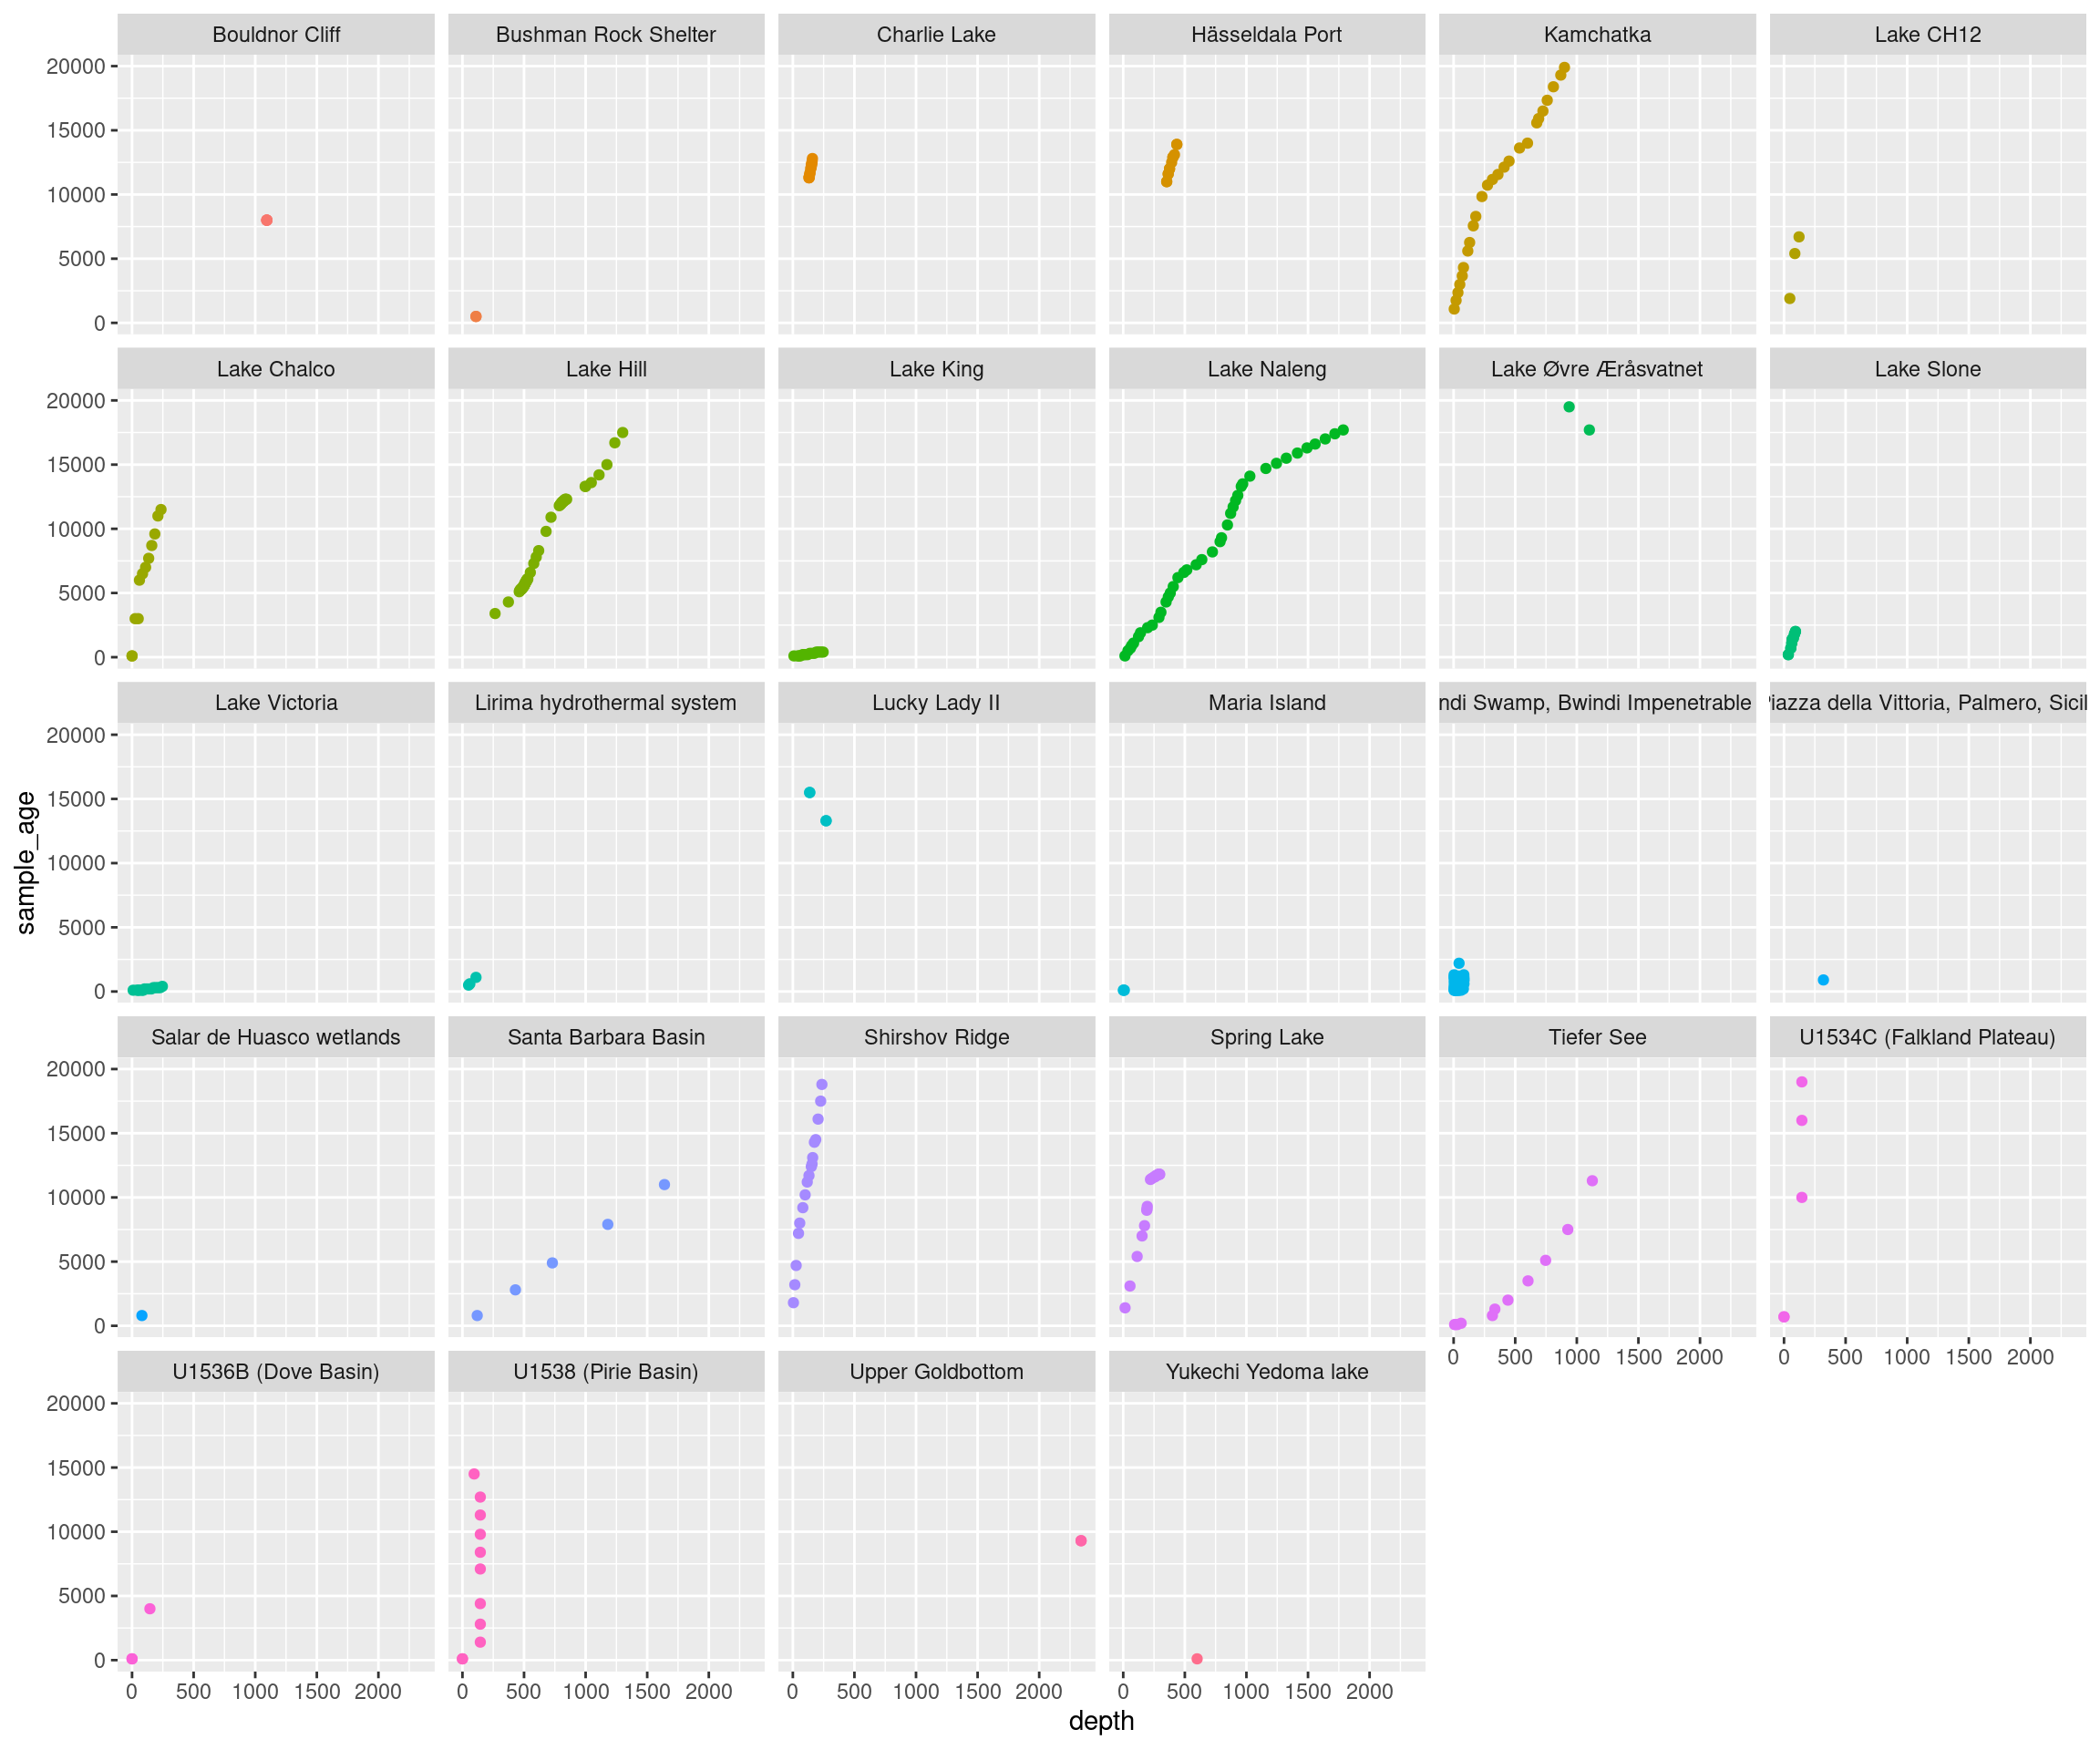 Bouldnor Cliff Bushman Rock Shelter Charlie Lake Hässeldala Port Kamchatka Lake CH12
20000
15000
10000
5000
0
Lake Chalco Lake Hill Lake King Lake Naleng Lake Øvre Æråsvatnet Lake Slone
20000
15000
10000
5000
0
Lake Victoria Lirima hydrothermal system Lucky Lady II Maria Island ndi Swamp, Bwindi Impenetrable Piazza della Vittoria, Palmero, Sicil
20000
15000
10000
5000
0
sample_age
Salar de Huasco wetlands Santa Barbara Basin Shirshov Ridge Spring Lake Tiefer See U1534C (Falkland Plateau)
20000
15000
10000
5000
0
0 500 1000 1500 2000 0 500 1000 1500 2000
U1536B (Dove Basin) U1538 (Pirie Basin) Upper Goldbottom Yukechi Yedoma lake
20000
15000
10000
5000
0
0 500 1000 1500 2000 0 500 1000 1500 2000 0 500 1000 1500 2000 0 500 1000 1500 2000
depth